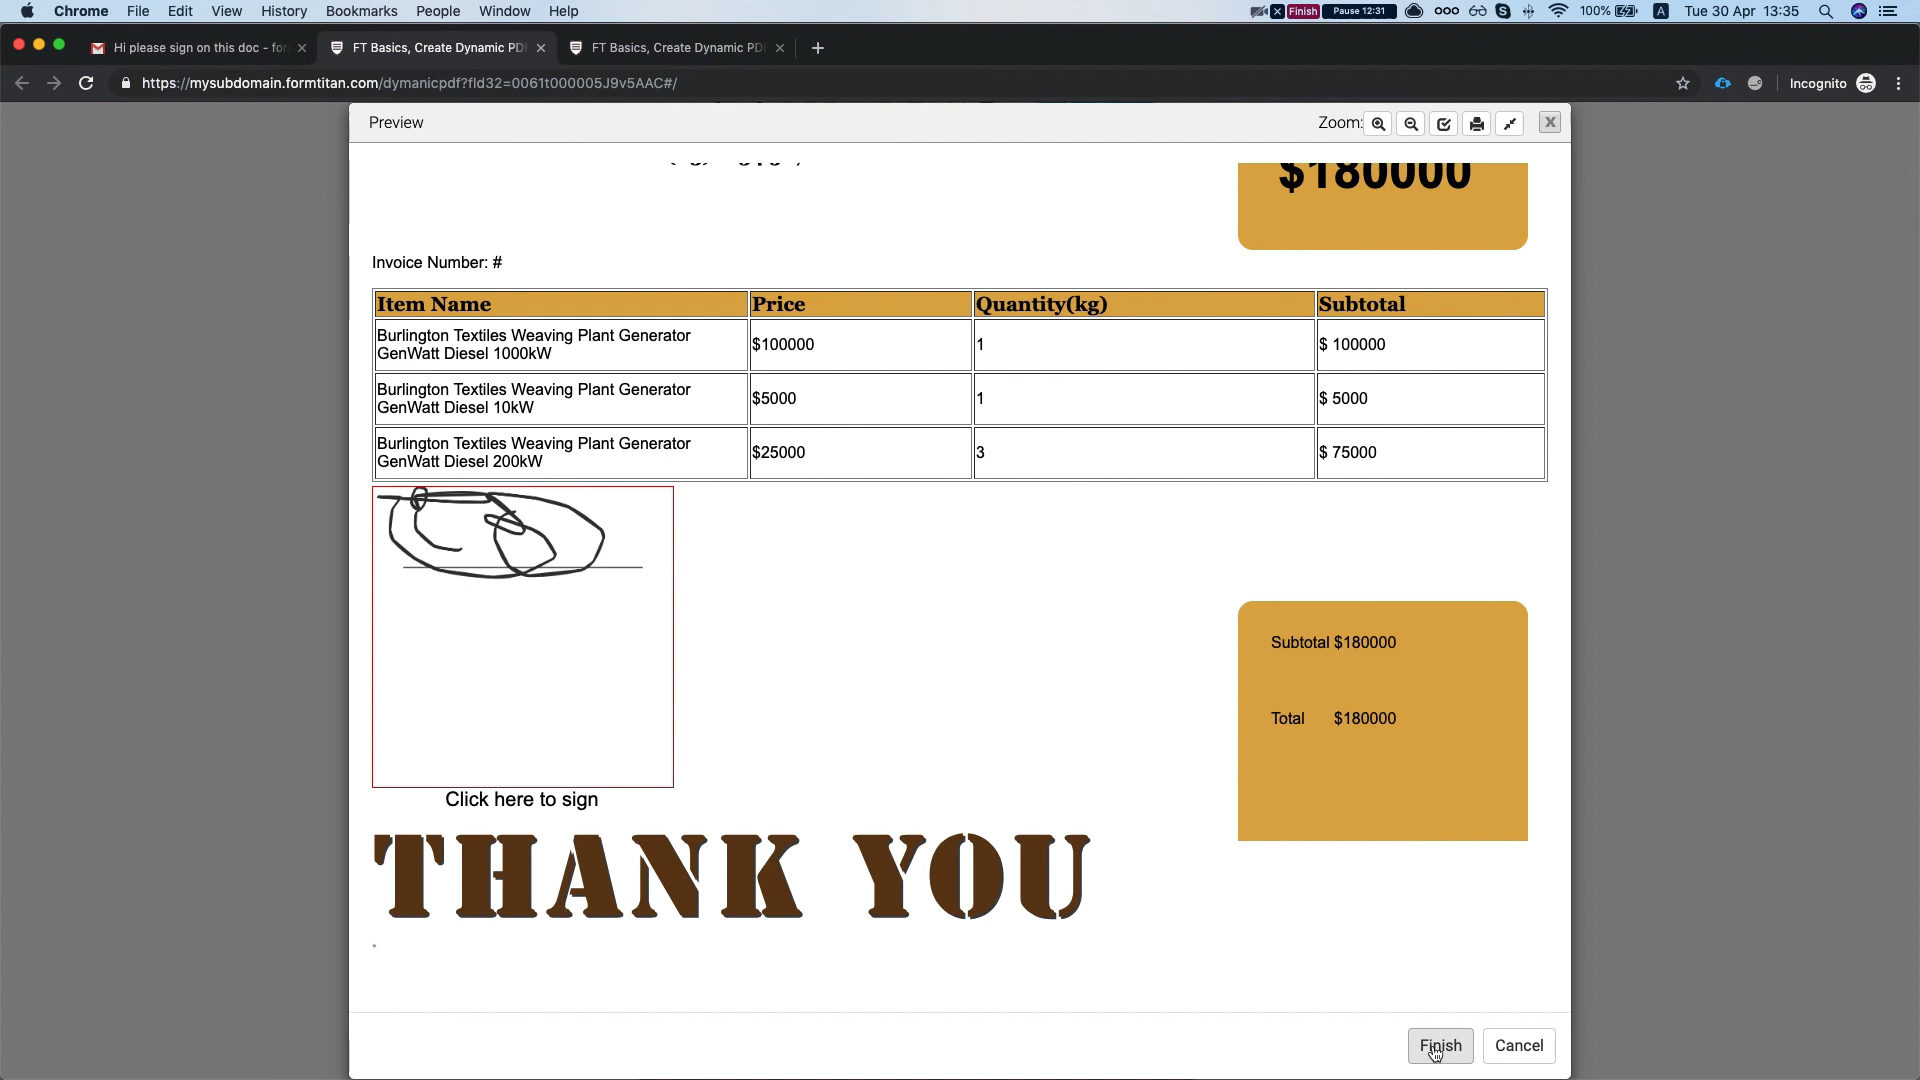 Chrome File Edit View History Bookmarks People Window Help
Finish Pause 12:31 100% A Tue 30 Apr 13:35
Hi please sign on this doc - for
FT Basics, Create Dynamic PD
FT Basics, Create Dynamic PD
https://mysubdomain.formtitan.com/dymanicpdf?fld32=0061t000005J9v5AAC#/
Incognito
Preview
Zoom:
X
$180000
Invoice Number: #
Item Name Price Quantity(kg) Subtotal
Burlington Textiles Weaving Plant Generator
GenWatt Diesel 1000kW
$100000 1 $ 100000
Burlington Textiles Weaving Plant Generator
GenWatt Diesel 10kW
$5000 1 $ 5000
Burlington Textiles Weaving Plant Generator
GenWatt Diesel 200kW
$25000 3 $ 75000
Subtotal $180000
Total $180000
Click here to sign
THANK YOU
*
Finish Cancel